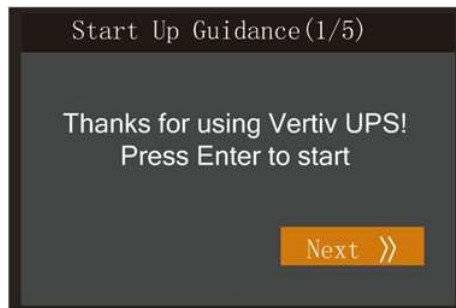 Start Up Guidance(1/5)
Thanks for using Vertiv UPS!
Press Enter to start
Next »